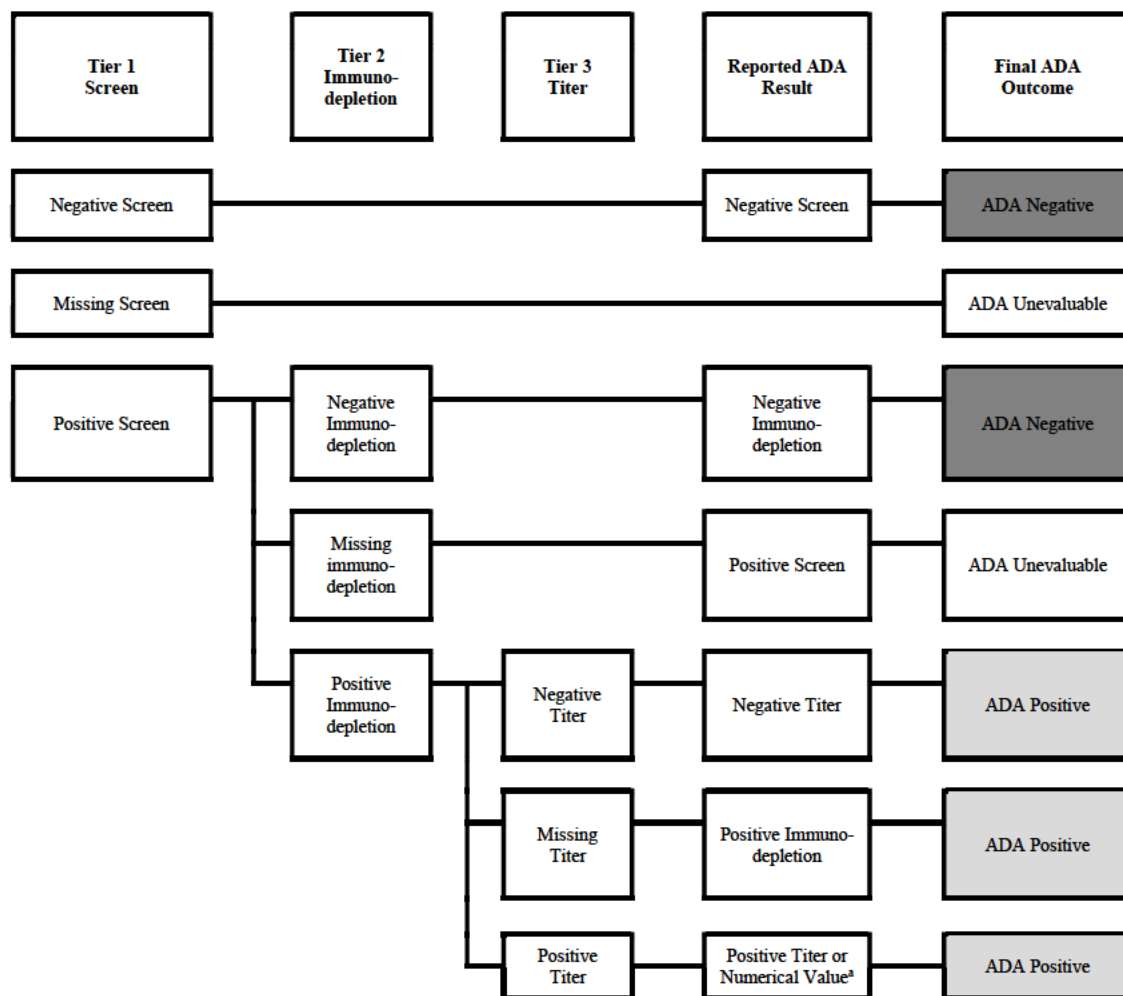 Tier 1
Screen
Tier 2
Immuno-
depletion
Tier 3
Titer
Reported ADA
Result
Final ADA
Outcome
Negative Screen
Negative Screen
ADA Negative
Missing Screen
ADA Unevaluable
Positive Screen
Negative
Immuno-
depletion
Negative
Immuno-
depletion
ADA Negative
Missing
immuno-
depletion
Positive Screen
ADA Unevaluable
Positive
Immuno-
depletion
Negative
Titer
Negative Titer
ADA Positive
Missing
Titer
Positive Immuno-
depletion
ADA Positive
Positive
Titer
Positive Titer or
Numerical Valueᵃ
ADA Positive